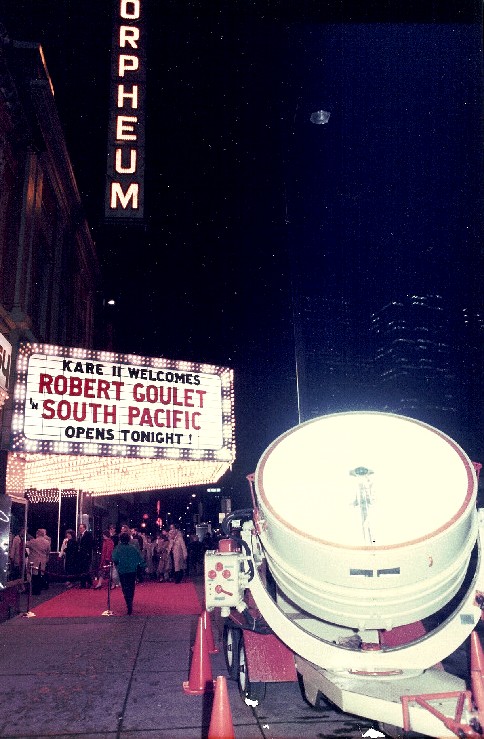 ORPHEUM
KARE 11 WELCOMES
ROBERT GOULET
'N SOUTH PACIFIC
OPENS TONIGHT !